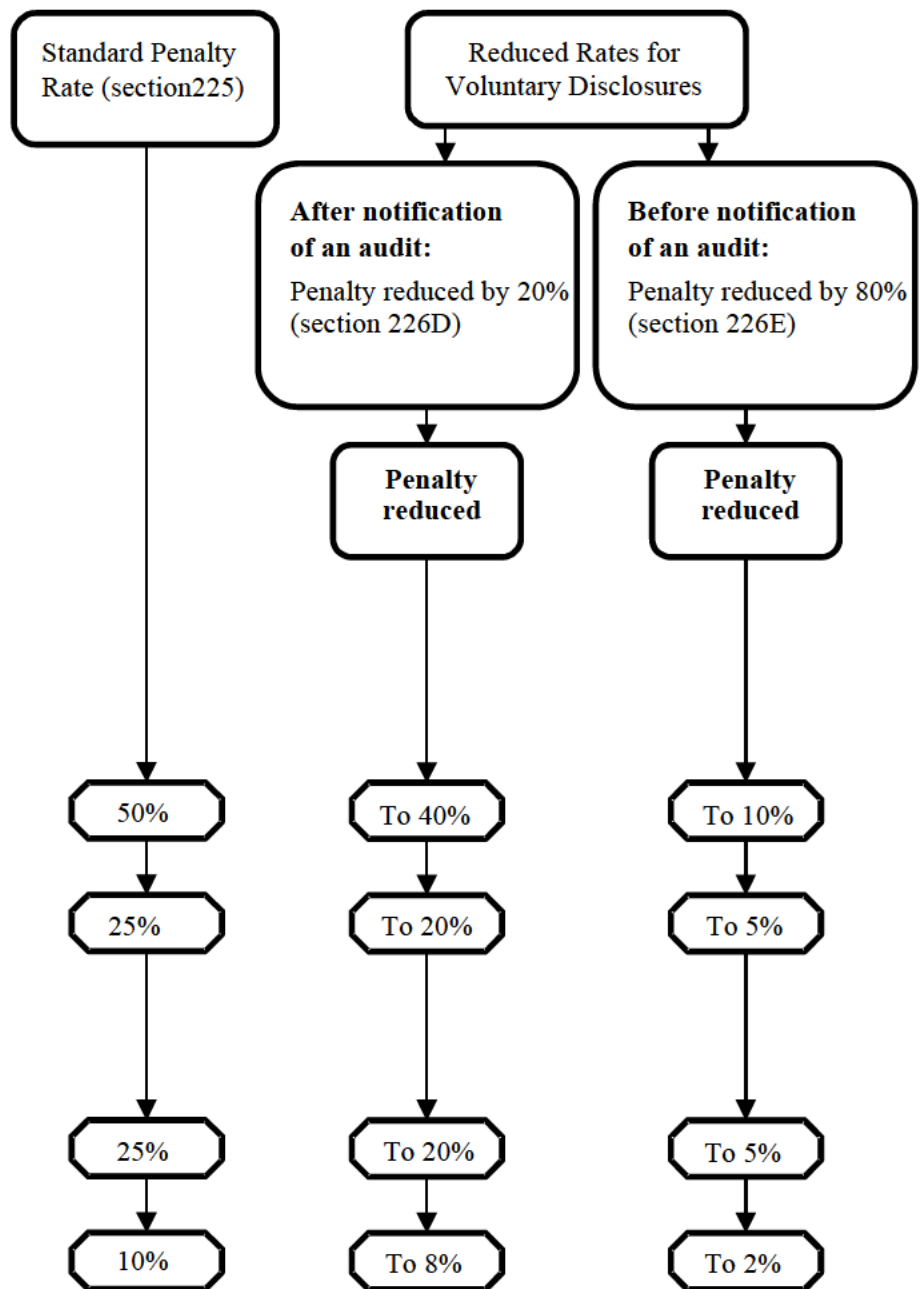 Standard Penalty
Rate (section225)
Reduced Rates for
Voluntary Disclosures
After notification
of an audit:
Penalty reduced by 20%
(section 226D)
Before notification
of an audit:
Penalty reduced by 80%
(section 226E)
Penalty
reduced
Penalty
reduced
50%
To 40%
To 10%
25%
To 20%
To 5%
25%
To 20%
To 5%
10%
To 8%
To 2%